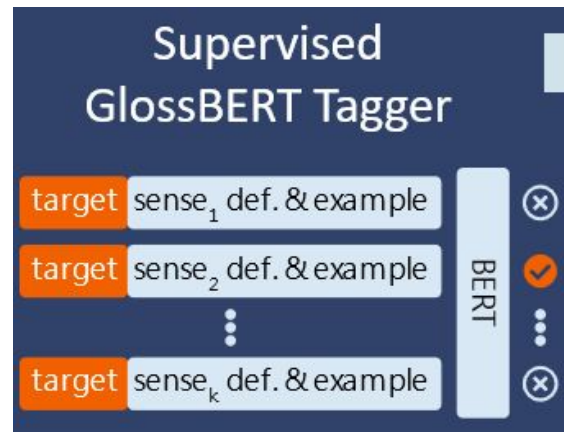 Supervised
GlossBERT Tagger
target sense₁ def. & example
target sense₂ def. & example
target senseₖ def. & example
BERT